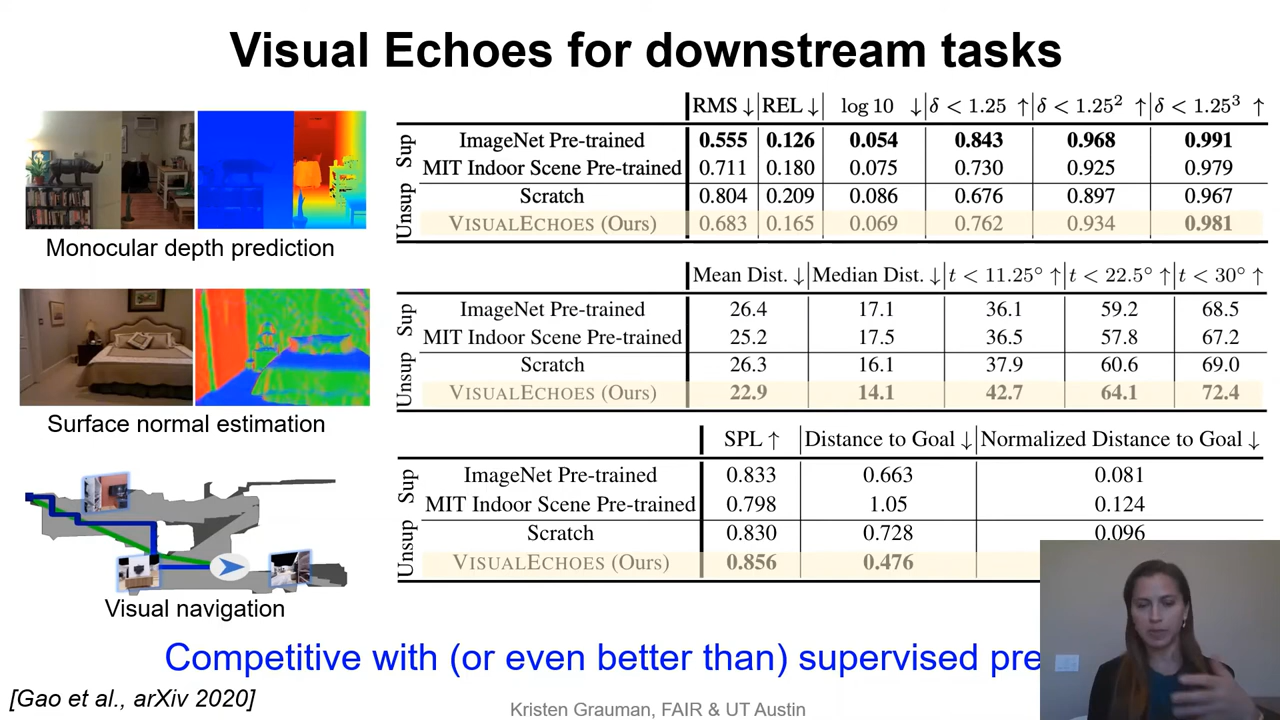 Visual Echoes for downstream tasks
Monocular depth prediction
RMS ↓ REL ↓ log 10 ↓ δ < 1.25 ↑ δ < 1.25² ↑ δ < 1.25³ ↑
Sup
ImageNet Pre-trained 0.555 0.126 0.054 0.843 0.968 0.991
MIT Indoor Scene Pre-trained 0.711 0.180 0.075 0.730 0.925 0.979
Unsup
Scratch 0.804 0.209 0.086 0.676 0.897 0.967
VISUALECHOES (Ours) 0.683 0.165 0.069 0.762 0.934 0.981
Surface normal estimation
Mean Dist. ↓ Median Dist. ↓ t < 11.25° ↑ t < 22.5° ↑ t < 30° ↑
Sup
ImageNet Pre-trained 26.4 17.1 36.1 59.2 68.5
MIT Indoor Scene Pre-trained 25.2 17.5 36.5 57.8 67.2
Unsup
Scratch 26.3 16.1 37.9 60.6 69.0
VISUALECHOES (Ours) 22.9 14.1 42.7 64.1 72.4
Visual navigation
SPL ↑ Distance to Goal ↓ Normalized Distance to Goal ↓
Sup
ImageNet Pre-trained 0.833 0.663 0.081
MIT Indoor Scene Pre-trained 0.798 1.05 0.124
Unsup
Scratch 0.830 0.728 0.096
VISUALECHOES (Ours) 0.856 0.476
Competitive with (or even better than) supervised pre
[Gao et al., arXiv 2020]
Kristen Grauman, FAIR & UT Austin